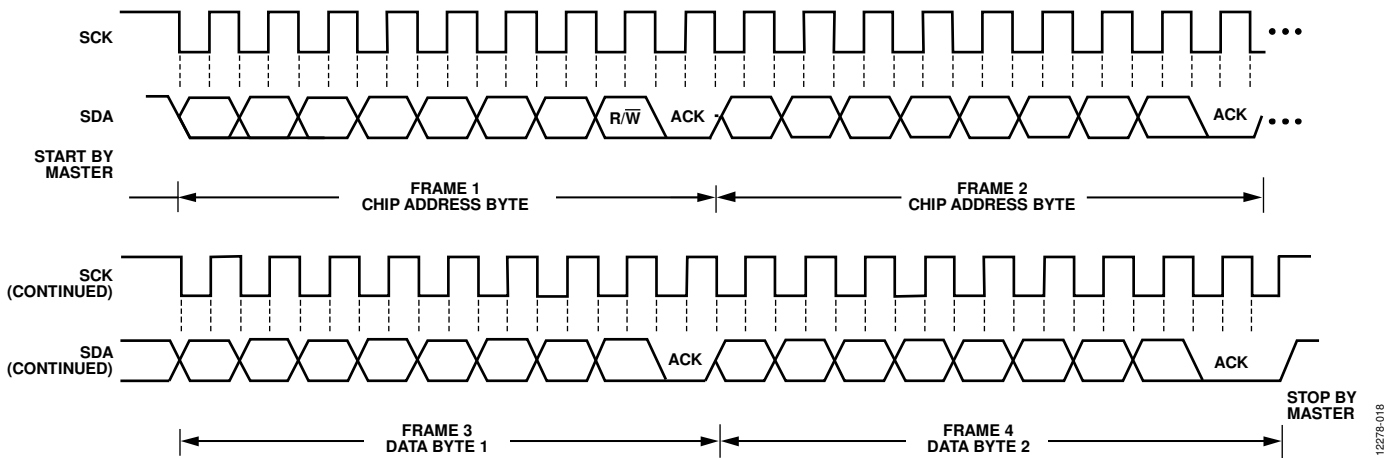 SCK
SDA
R/W̅
ACK
ACK
START BY
MASTER
FRAME 1
CHIP ADDRESS BYTE
FRAME 2
CHIP ADDRESS BYTE
SCK
(CONTINUED)
SDA
(CONTINUED)
ACK
ACK
STOP BY
MASTER
FRAME 3
DATA BYTE 1
FRAME 4
DATA BYTE 2
12278-018